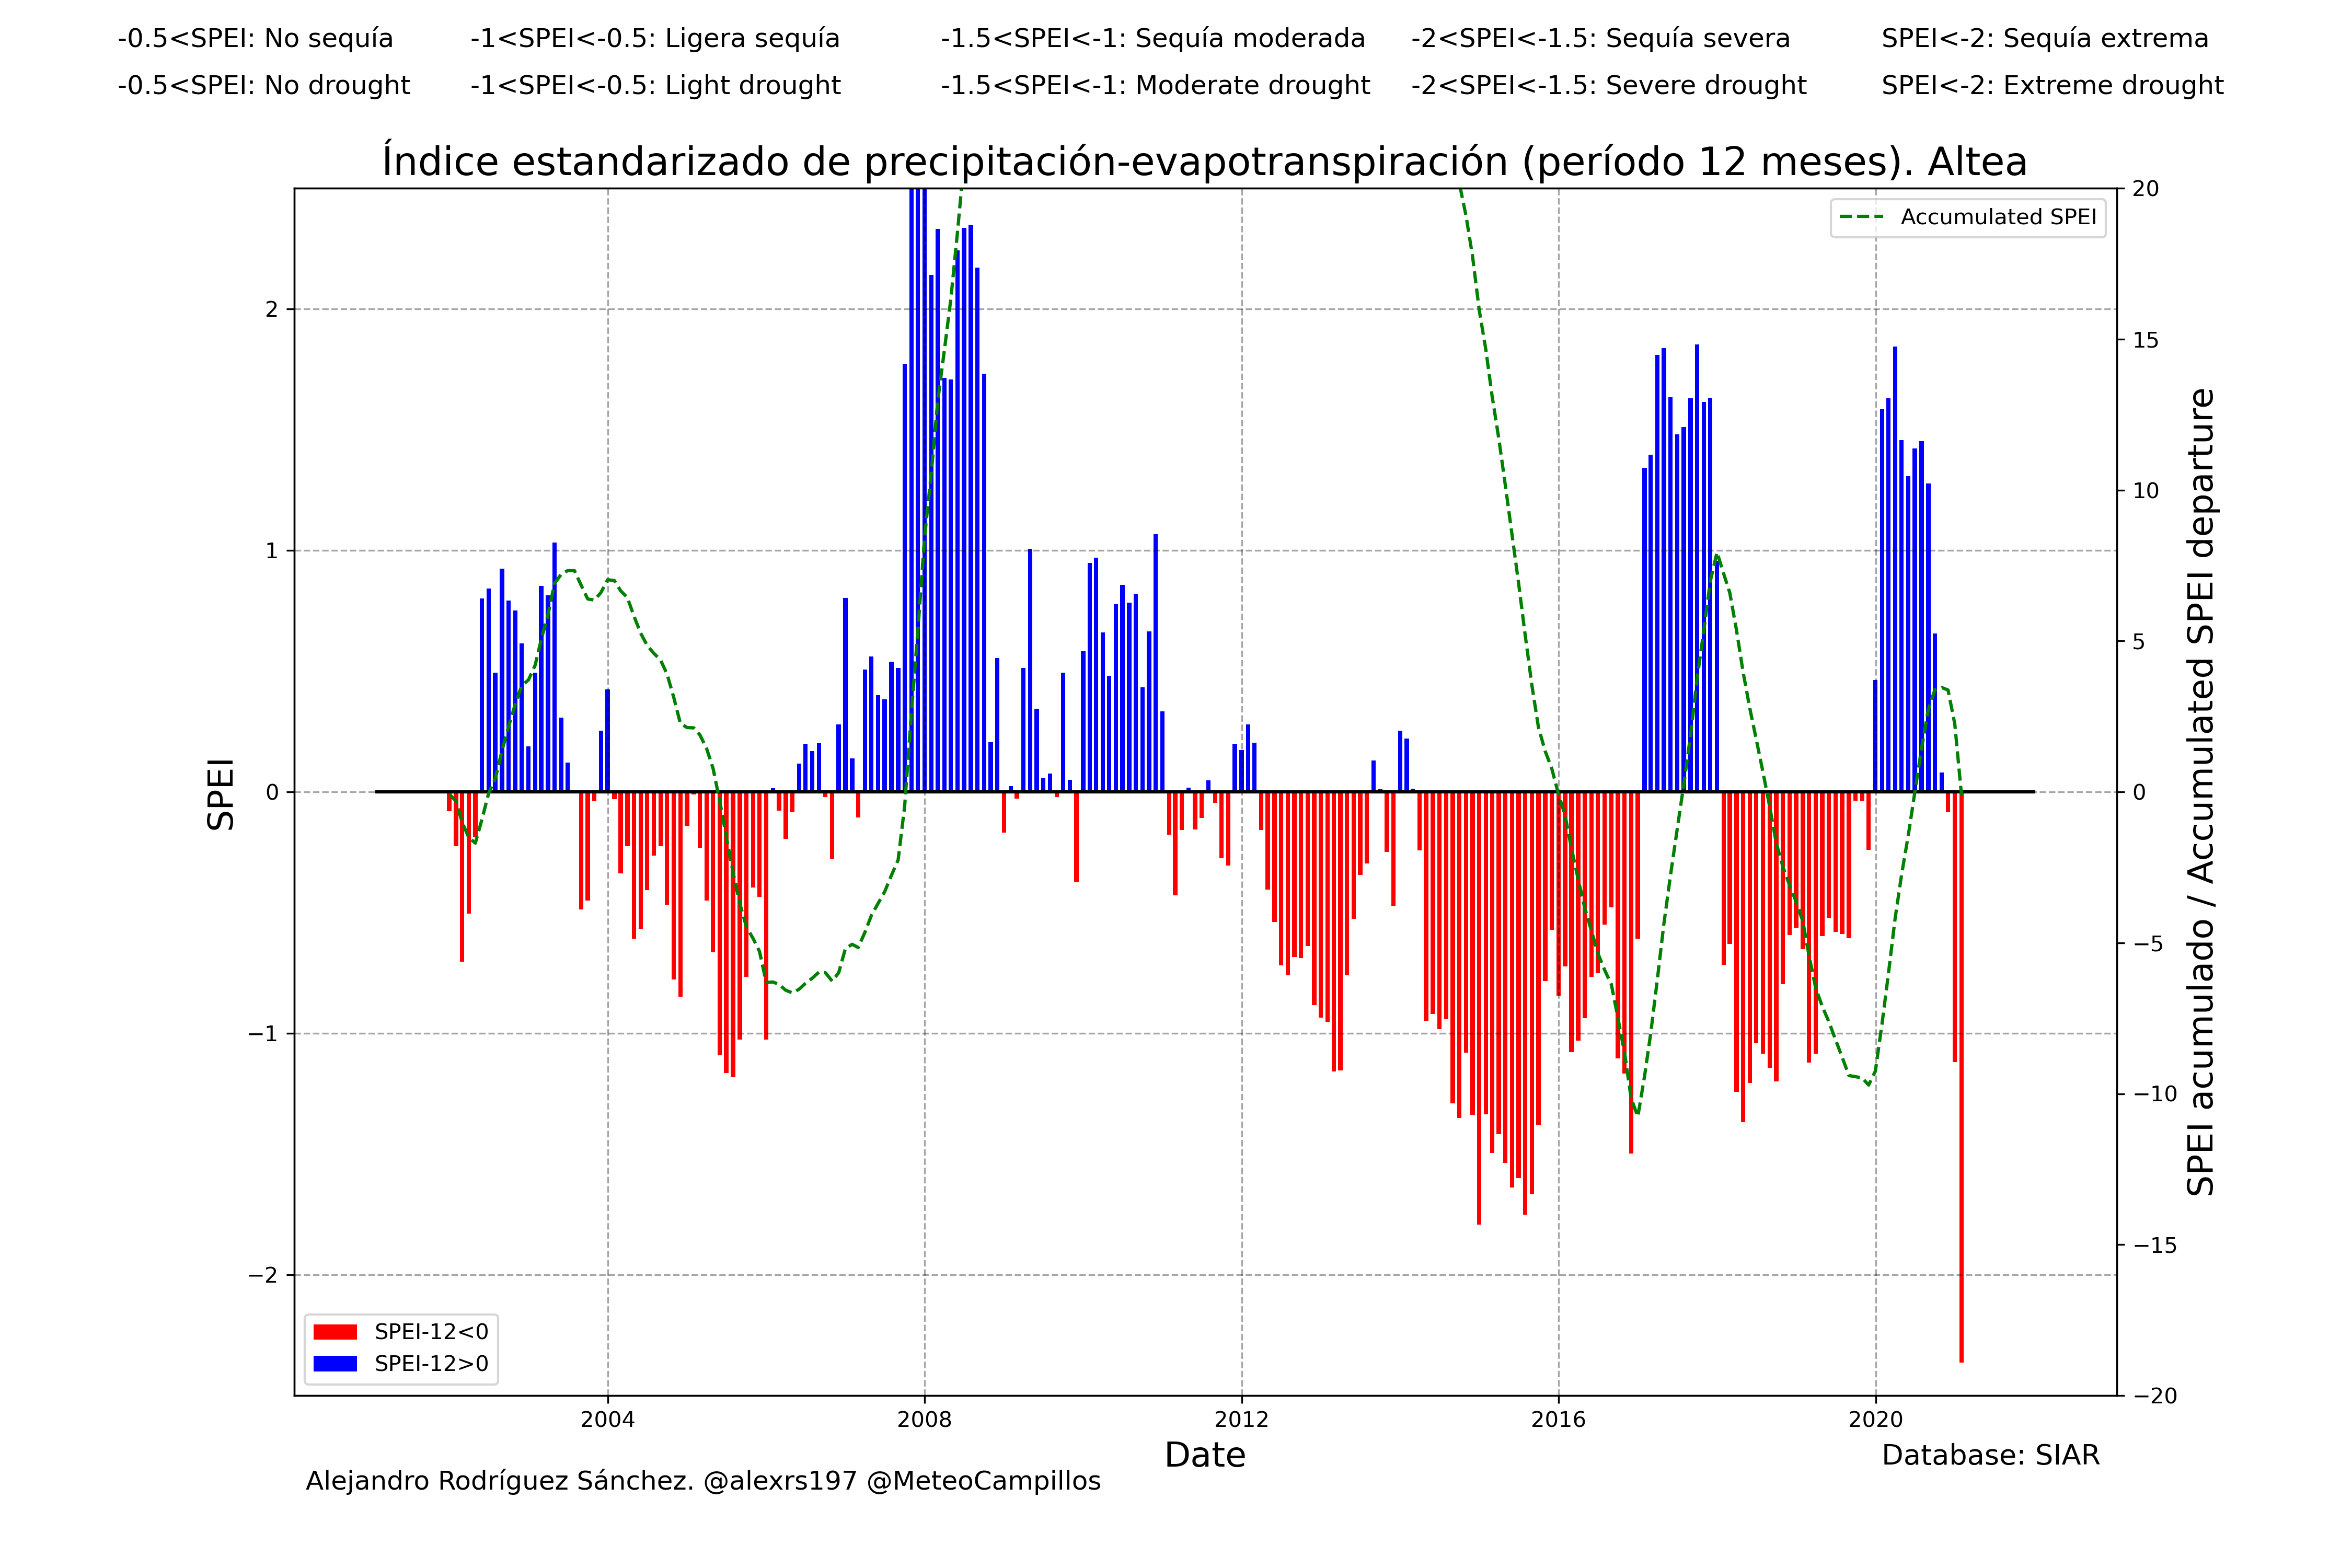 -0.5<SPEI: No sequía -1<SPEI<-0.5: Ligera sequía -1.5<SPEI<-1: Sequía moderada -2<SPEI<-1.5: Sequía severa SPEI<-2: Sequía extrema
-0.5<SPEI: No drought -1<SPEI<-0.5: Light drought -1.5<SPEI<-1: Moderate drought -2<SPEI<-1.5: Severe drought SPEI<-2: Extreme drought
Índice estandarizado de precipitación-evapotranspiración (período 12 meses). Altea
Accumulated SPEI
SPEI
2
1
0
−1
−2
20
15
10
5
0
−5
−10
−15
−20
SPEI acumulado / Accumulated SPEI departure
SPEI-12<0
SPEI-12>0
2004 2008 2012 2016 2020
Date
Database: SIAR
Alejandro Rodríguez Sánchez. @alexrs197 @MeteoCampillos